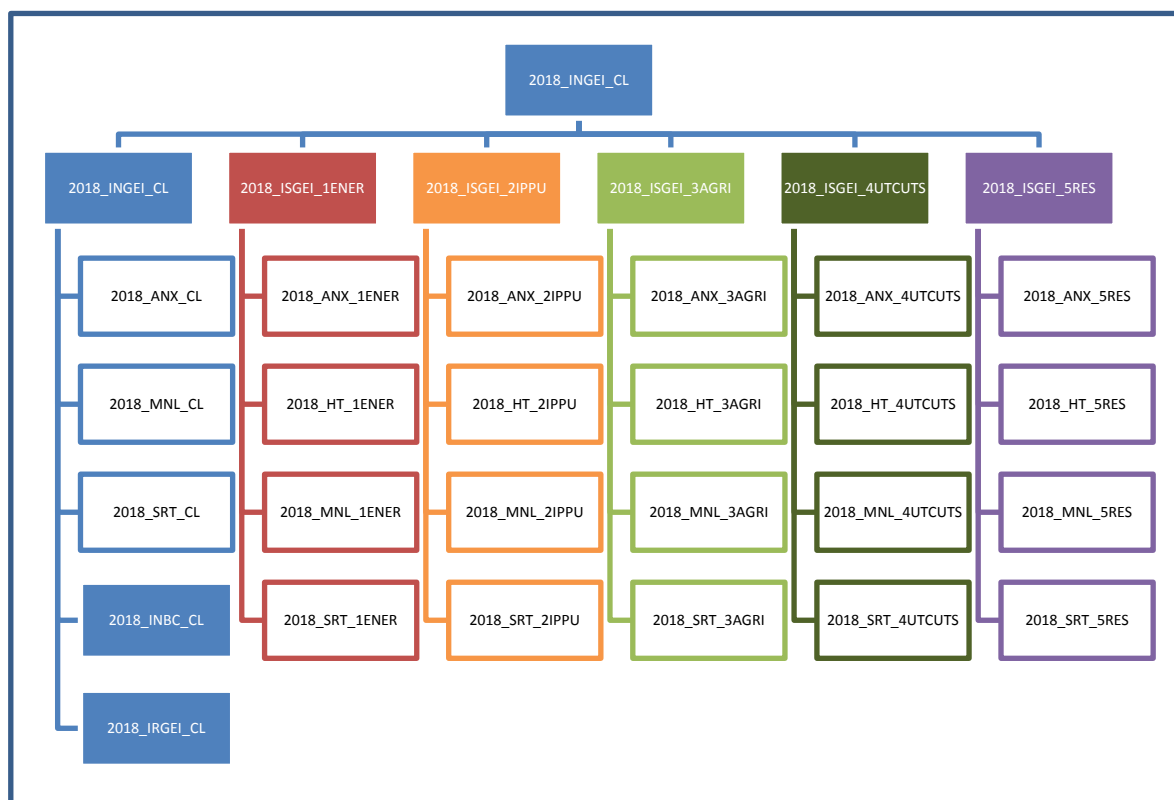 2018_INGEI_CL
2018_INGEI_CL
2018_ISGEI_1ENER
2018_ISGEI_2IPPU
2018_ISGEI_3AGRI
2018_ISGEI_4UTCUTS
2018_ISGEI_5RES
2018_ANX_CL
2018_ANX_1ENER
2018_ANX_2IPPU
2018_ANX_3AGRI
2018_ANX_4UTCUTS
2018_ANX_5RES
2018_MNL_CL
2018_HT_1ENER
2018_HT_2IPPU
2018_HT_3AGRI
2018_HT_4UTCUTS
2018_HT_5RES
2018_SRT_CL
2018_MNL_1ENER
2018_MNL_2IPPU
2018_MNL_3AGRI
2018_MNL_4UTCUTS
2018_MNL_5RES
2018_INBC_CL
2018_SRT_1ENER
2018_SRT_2IPPU
2018_SRT_3AGRI
2018_SRT_4UTCUTS
2018_SRT_5RES
2018_IRGEI_CL